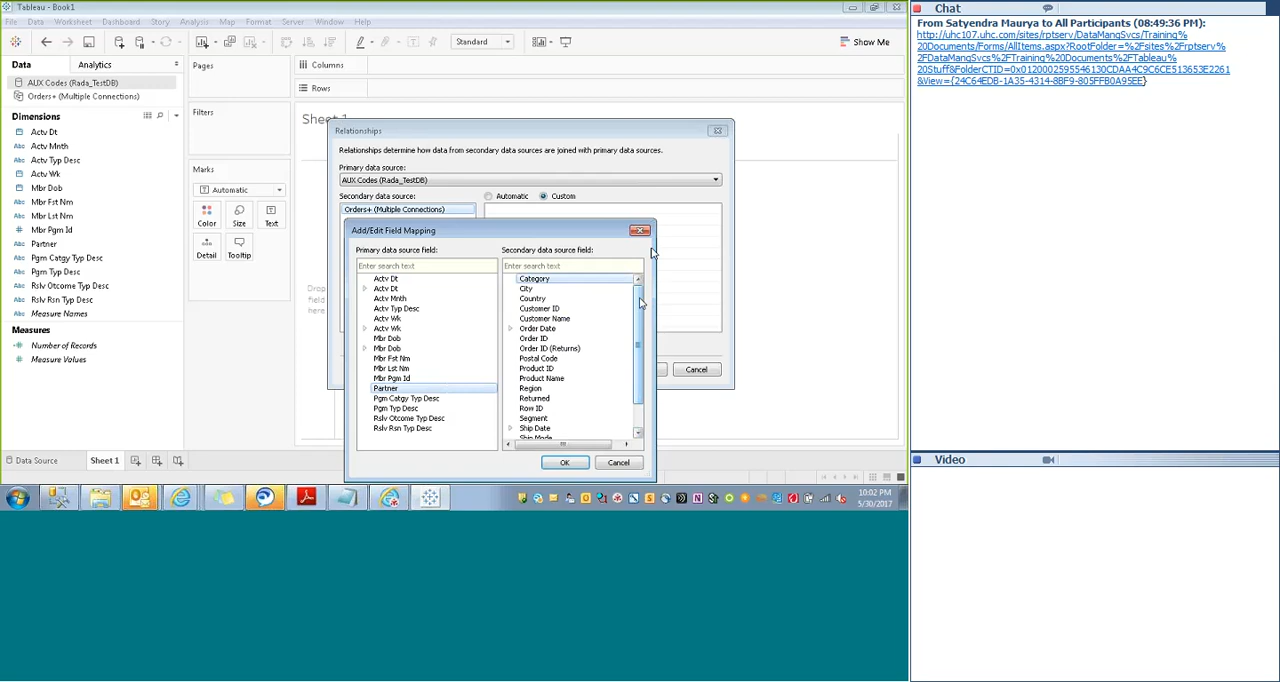 Tableau - Book1
File Data Worksheet Dashboard Story Analysis Map Format Server Window Help
Standard
Show Me
Data Analytics
Pages
Columns
Rows
AUX Codes (Rada_TestDB)
Orders+ (Multiple Connections)
Dimensions
Filters
Sheet 1
Actv Dt
Actv Mnth
Actv Typ Desc
Actv Wk
Mbr Dob
Mbr Fst Nm
Mbr Lst Nm
Mbr Pgm Id
Partner
Pgm Catgy Typ Desc
Pgm Typ Desc
Rslv Otcome Typ Desc
Rslv Rsn Typ Desc
Measure Names
Measures
Number of Records
Measure Values
Marks
Automatic
Color Size Text
Detail Tooltip
Drop
field
here
Relationships
Relationships determine how data from secondary data sources are joined with primary data sources.
Primary data source:
AUX Codes (Rada_TestDB)
Secondary data source:
Automatic Custom
Orders+ (Multiple Connections)
Cancel
Add/Edit Field Mapping
Primary data source field:
Enter search text
Actv Dt
Actv Dt
Actv Mnth
Actv Typ Desc
Actv Wk
Actv Wk
Mbr Dob
Mbr Dob
Mbr Fst Nm
Mbr Lst Nm
Mbr Pgm Id
Partner
Pgm Catgy Typ Desc
Pgm Typ Desc
Rslv Otcome Typ Desc
Rslv Rsn Typ Desc
Secondary data source field:
Enter search text
Category
City
Country
Customer ID
Customer Name
Order Date
Order ID
Order ID (Returns)
Postal Code
Product ID
Product Name
Region
Returned
Row ID
Segment
Ship Date
Ship Mode
OK Cancel
Data Source
Sheet 1
10:02 PM
5/30/2017
Chat
From Satyendra Maurya to All Participants (08:49:36 PM):
http://uhc107.uhc.com/sites/rptserv/DataMangSvcs/Training%
20Documents/Forms/AllItems.aspx?RootFolder=%2Fsites%2Frptserv%
2FDataMangSvcs%2FTraining%20Documents%2FTableau%
20Stuff&FolderCTID=0x0120002595546130CDAA4C9C6CE513653E2261
&View={24C64EDB-1A35-4314-8BF9-805FFB0A95EE}
Video